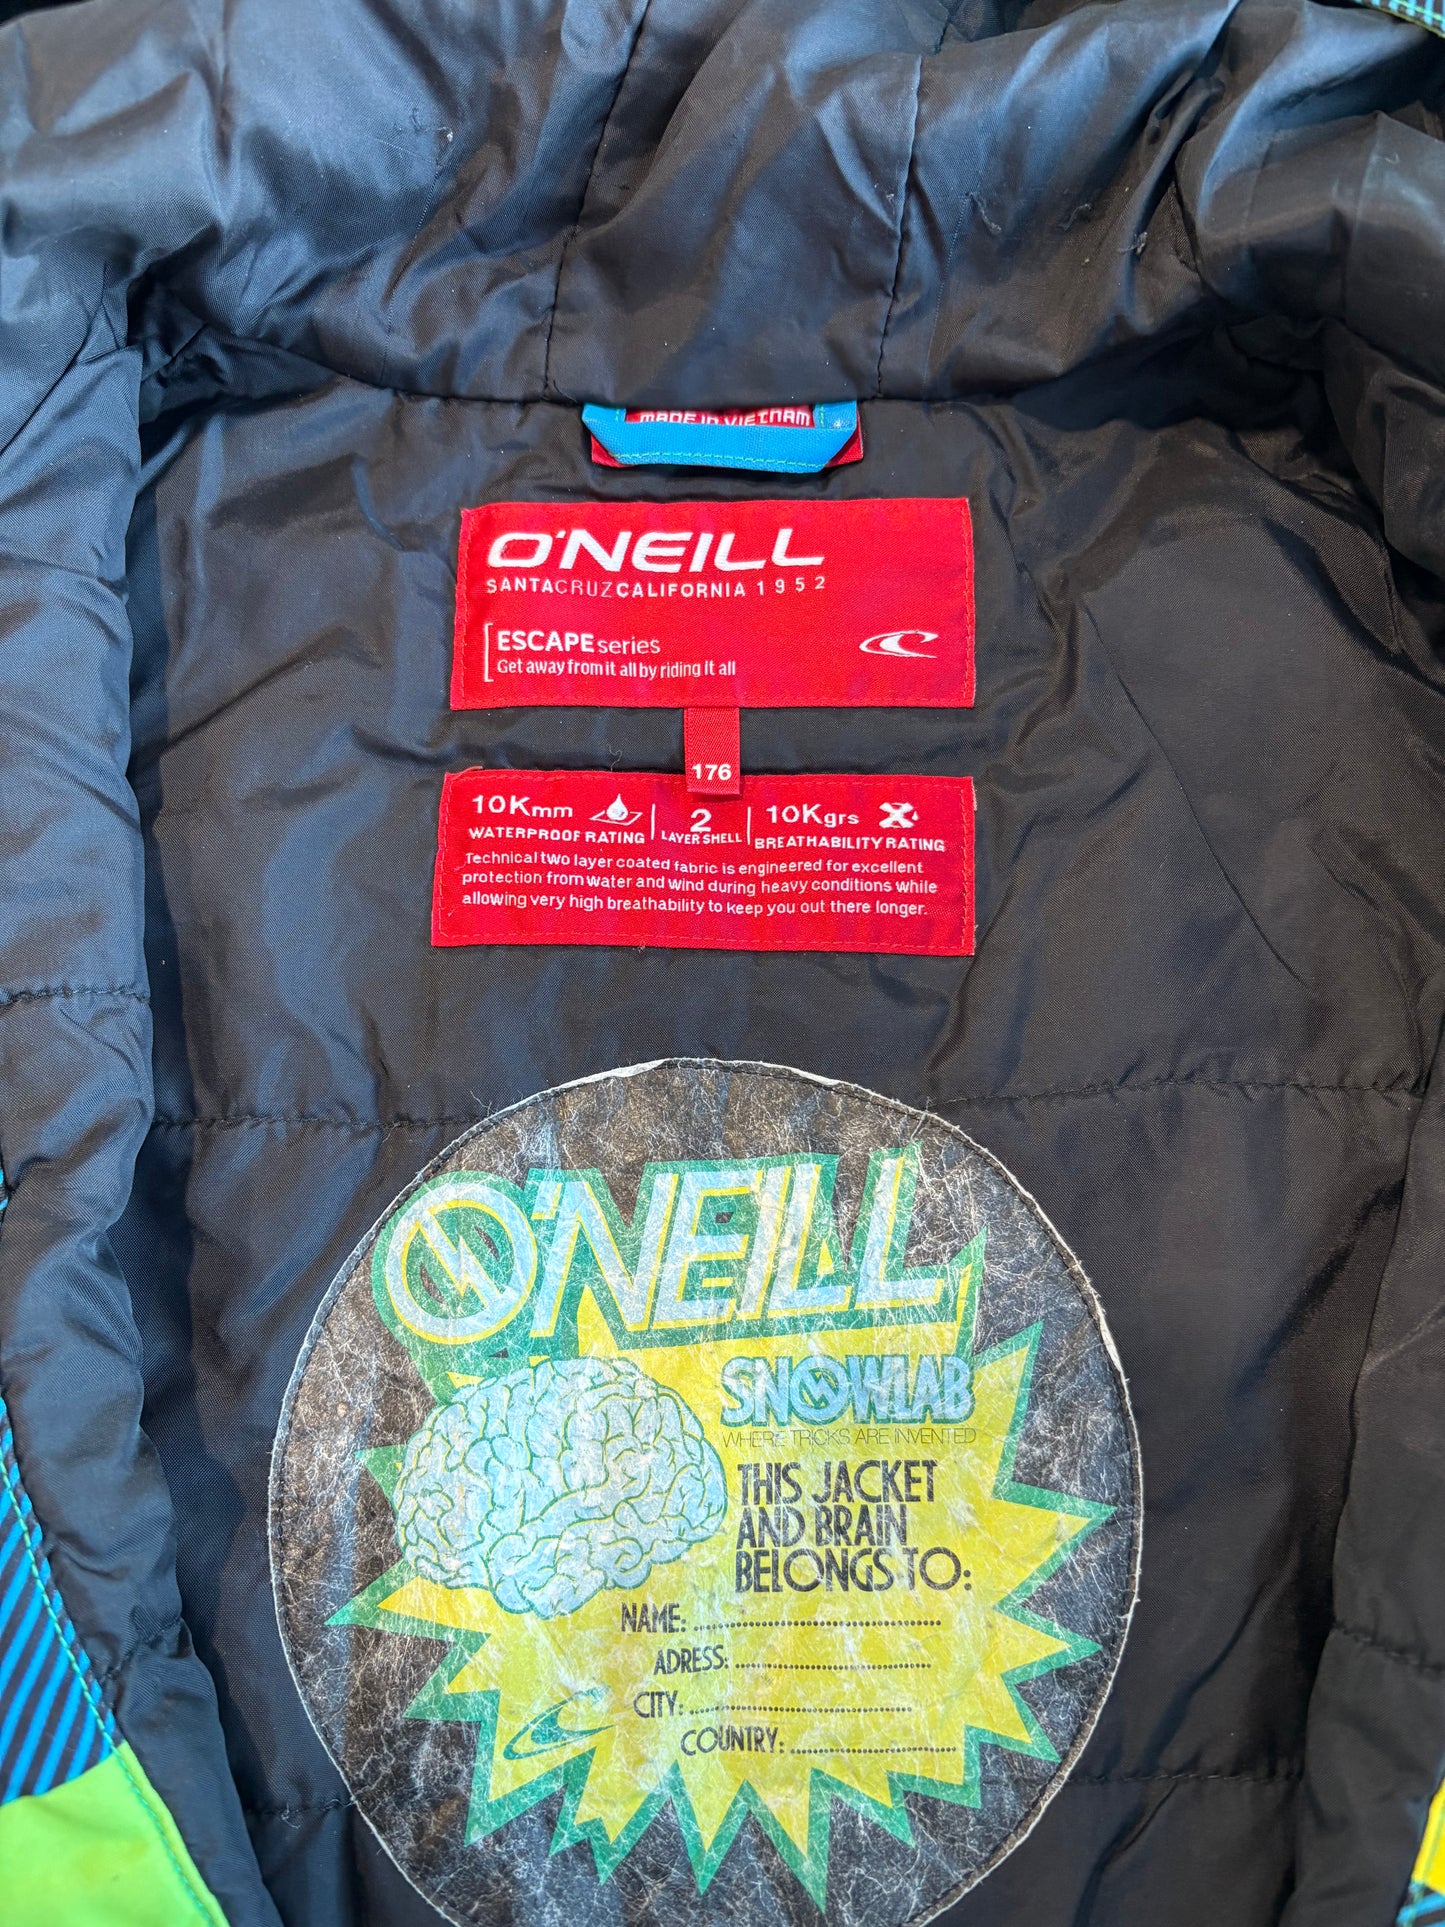 MADE IN VIETNAM
O'NEILL
SANTACRUZCALIFORNIA 1952
ESCAPEseries
Get away from it all by riding it all
176
10Kmm
WATERPROOF RATING
2
LAYER SHELL
10Kgrs
BREATHABILITY RATING
Technical two layer coated fabric is engineered for excellent
protection from water and wind during heavy conditions while
allowing very high breathability to keep you out there longer.
O'NEILL
SNOWLAB
WHERE TRICKS ARE INVENTED
THIS JACKET
AND BRAIN
BELONGS TO:
NAME:
ADRESS:
CITY:
COUNTRY: